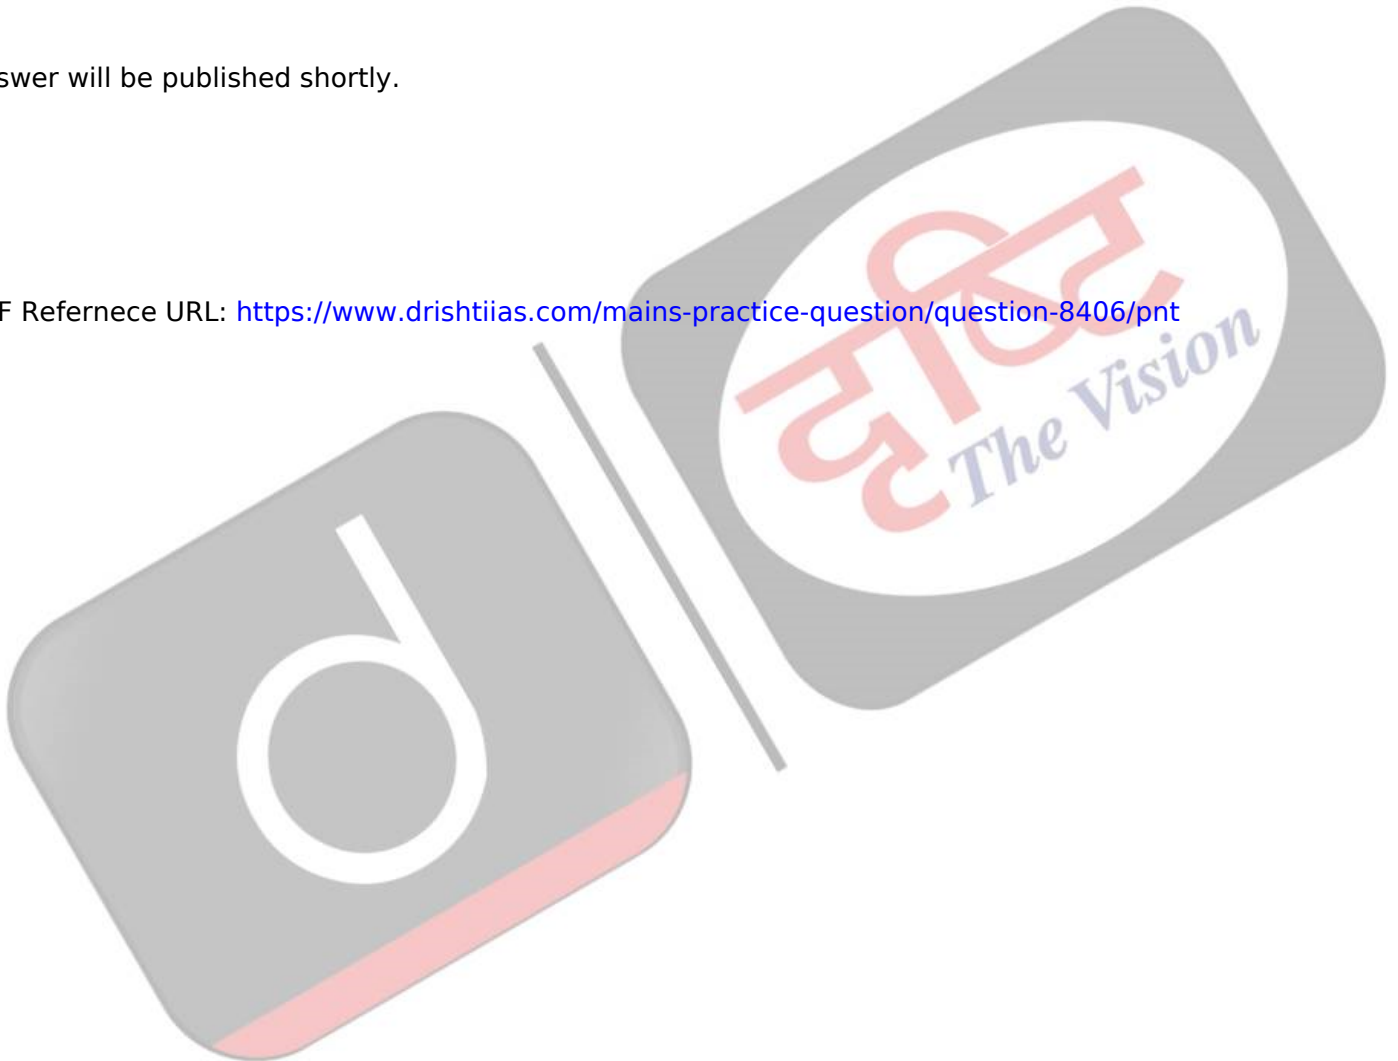 swer will be published shortly.
F Refernece URL: https://www.drishtiias.com/mains-practice-question/question-8406/pnt
दृष्टि
The Vision
d